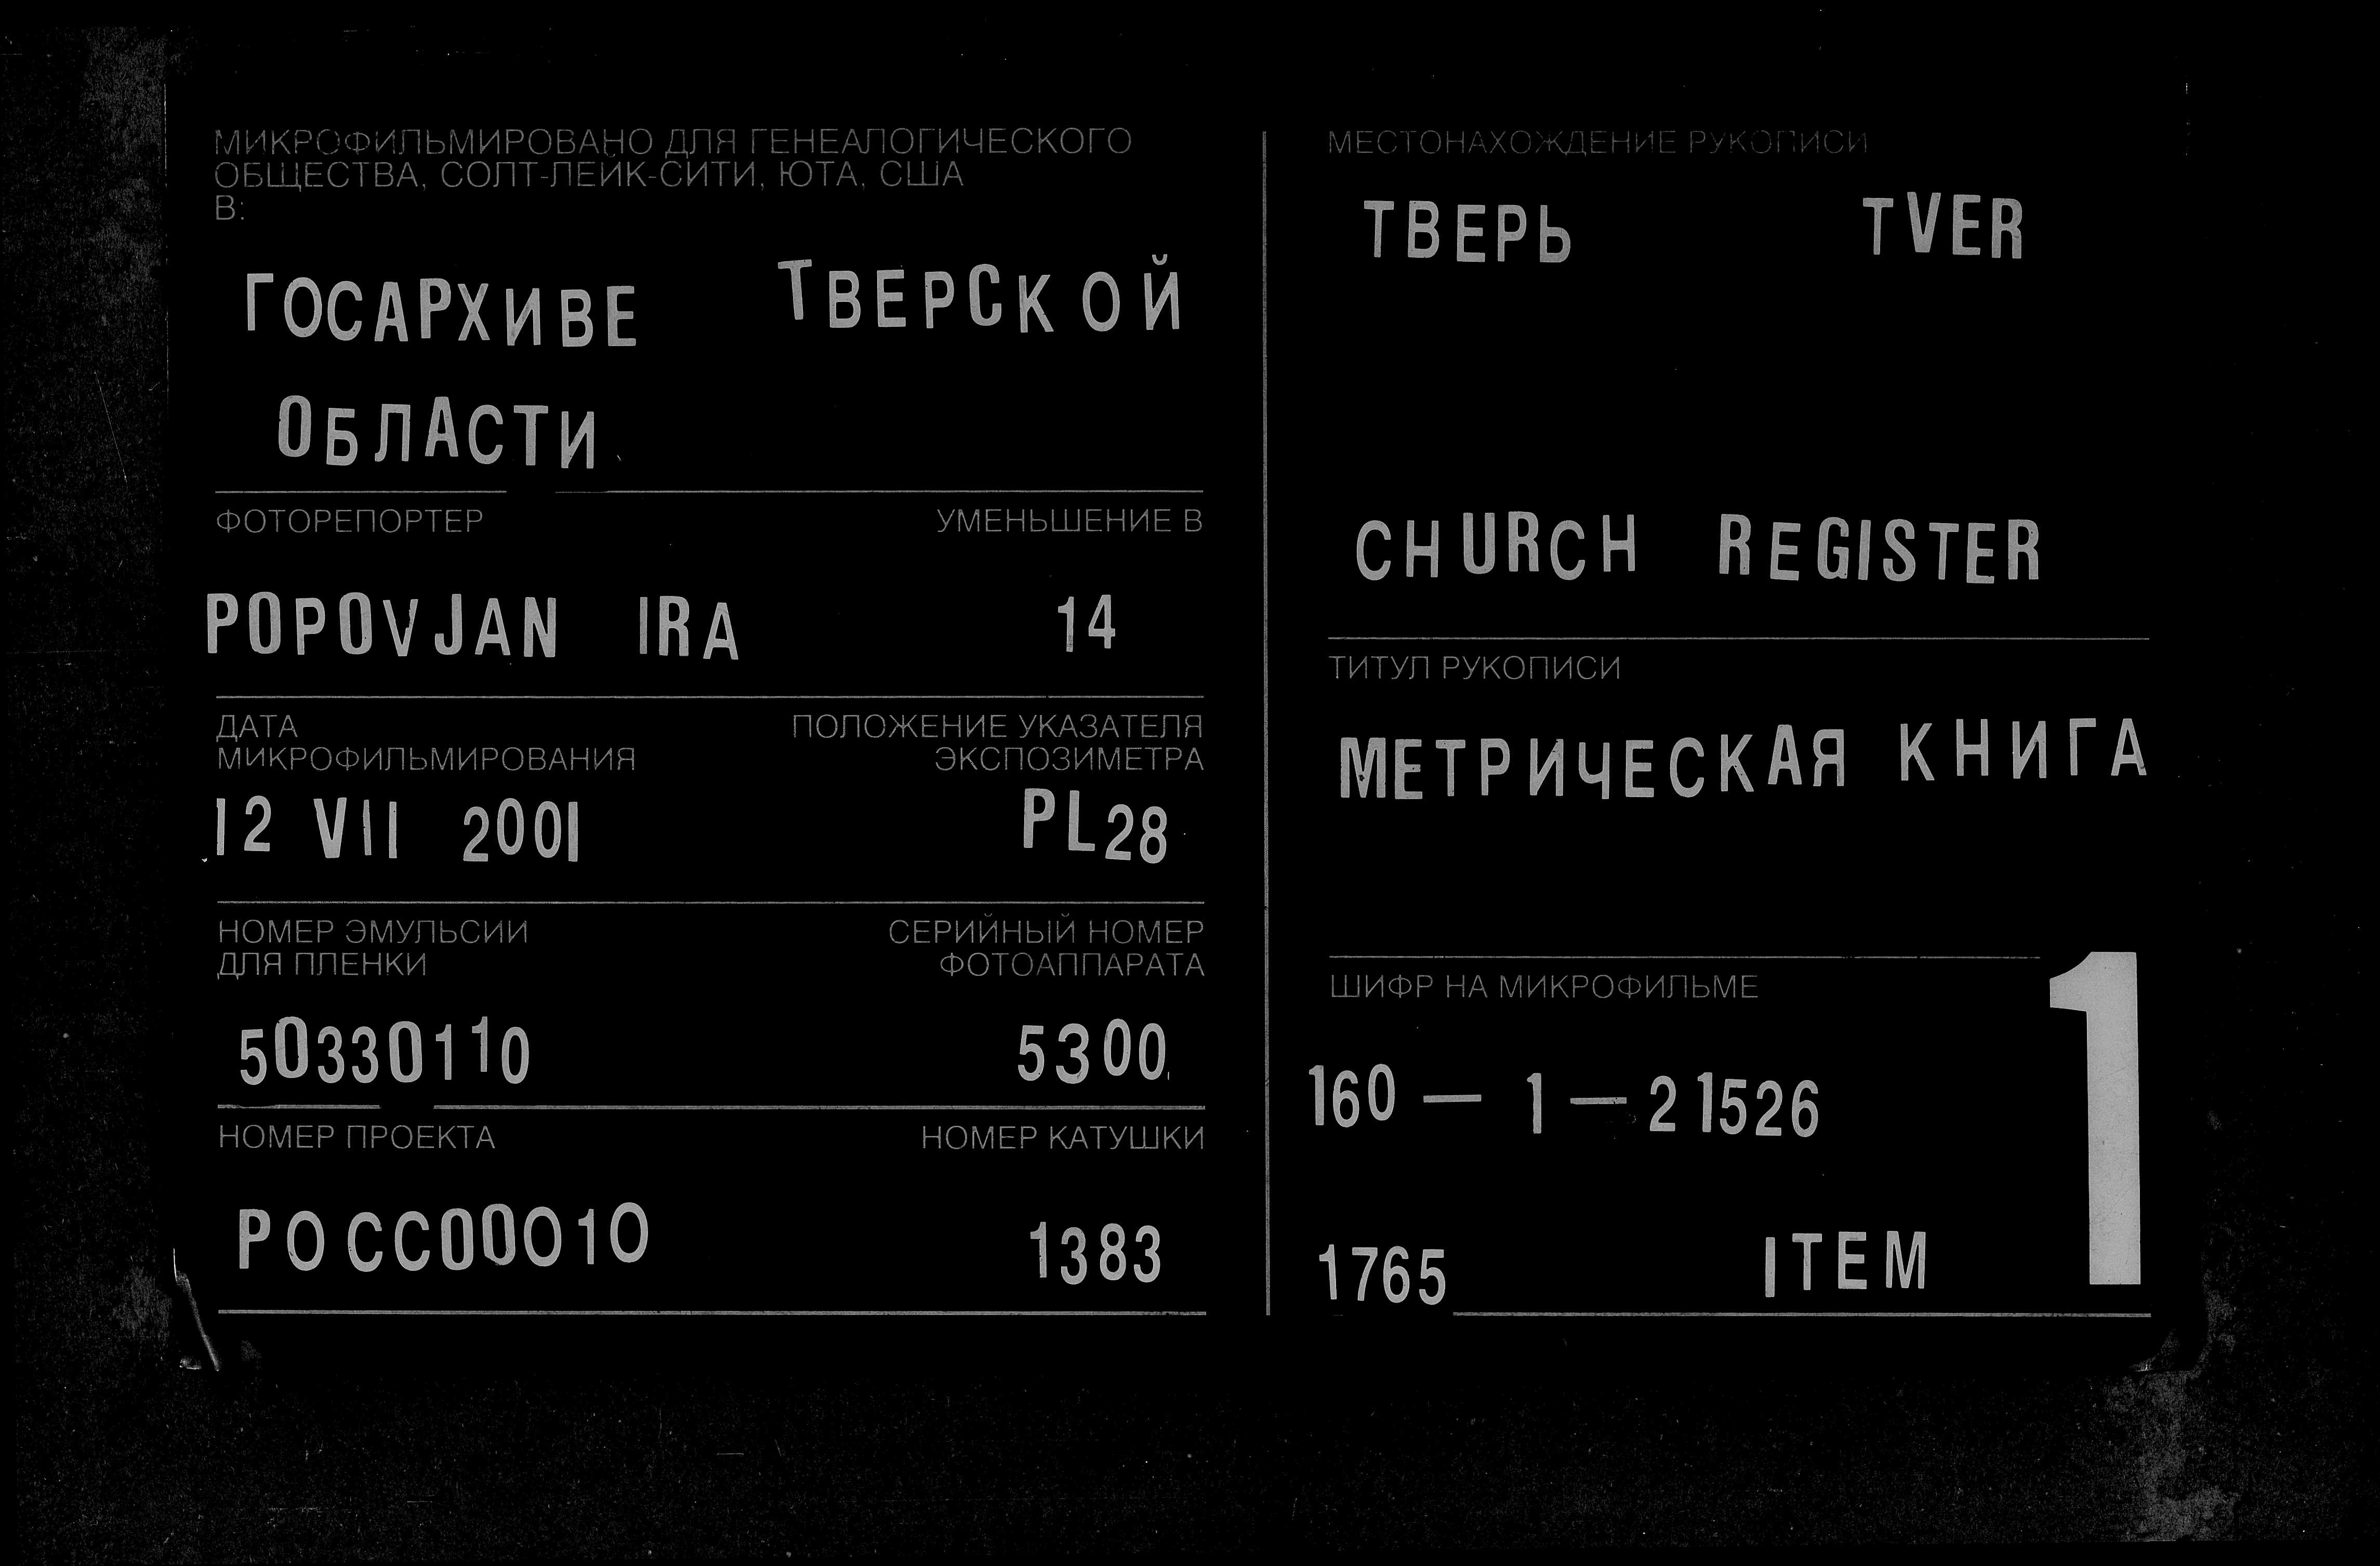 МИКРОФИЛЬМИРОВАНО ДЛЯ ГЕНЕАЛОГИЧЕСКОГО
ОБЩЕСТВА, СОЛТ-ЛЕЙК-СИТИ, ЮТА, США
В:
ГОСАРХИВЕ ТВЕРСКОЙ
ОБЛАСТИ
ФОТОРЕПОРТЕР УМЕНЬШЕНИЕ В
POPOVJAN IRA 14
ДАТА ПОЛОЖЕНИЕ УКАЗАТЕЛЯ
МИКРОФИЛЬМИРОВАНИЯ ЭКСПОЗИМЕТРА
12 VII 2001 PL28
НОМЕР ЭМУЛЬСИИ СЕРИЙНЫЙ НОМЕР
ДЛЯ ПЛЕНКИ ФОТОАППАРАТА
50330110 5300
НОМЕР ПРОЕКТА НОМЕР КАТУШКИ
РОСС00010 1383
МЕСТОНАХОЖДЕНИЕ РУКОПИСИ
ТВЕРЬ TVER
CHURCH REGISTER
ТИТУЛ РУКОПИСИ
МЕТРИЧЕСКАЯ КНИГА
ШИФР НА МИКРОФИЛЬМЕ
160 — 1 — 21526
1765 ITEM 1